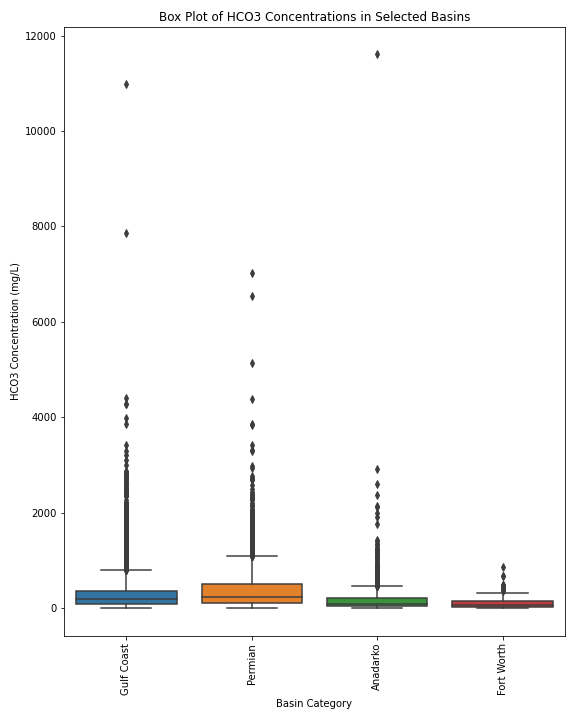 Box Plot of HCO3 Concentrations in Selected Basins
12000
10000
8000
6000
4000
2000
0
HCO3 Concentration (mg/L)
Gulf Coast
Permian
Anadarko
Fort Worth
Basin Category